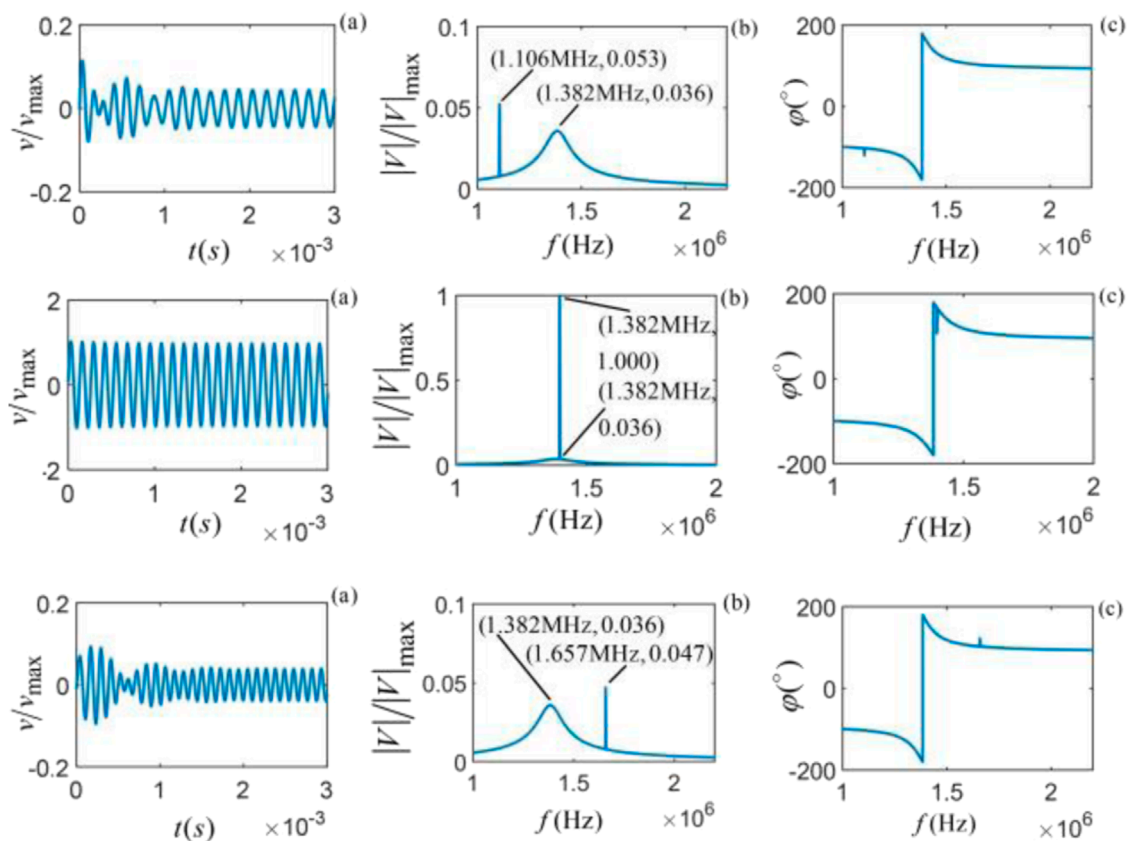 (a)
0.2
0
-0.2
v/vmax
0 1 2 3
t(s) ×10⁻³
(b)
0.1
0.05
0
|V|/|V|max
(1.106MHz, 0.053)
(1.382MHz, 0.036)
1 1.5 2
f(Hz) ×10⁶
(c)
200
0
-200
φ(°)
1 1.5 2
f(Hz) ×10⁶
(a)
2
0
-2
v/vmax
0 1 2 3
t(s) ×10⁻³
(b)
1
0.5
0
|V|/|V|max
(1.382MHz,
1.000)
(1.382MHz,
0.036)
1 1.5 2
f(Hz) ×10⁶
(c)
200
0
-200
φ(°)
1 1.5 2
f(Hz) ×10⁶
(a)
0.2
0
-0.2
v/vmax
0 1 2 3
t(s) ×10⁻³
(b)
0.1
0.05
0
|V|/|V|max
(1.382MHz, 0.036)
(1.657MHz, 0.047)
1 1.5 2
f(Hz) ×10⁶
(c)
200
0
-200
φ(°)
1 1.5 2
f(Hz) ×10⁶